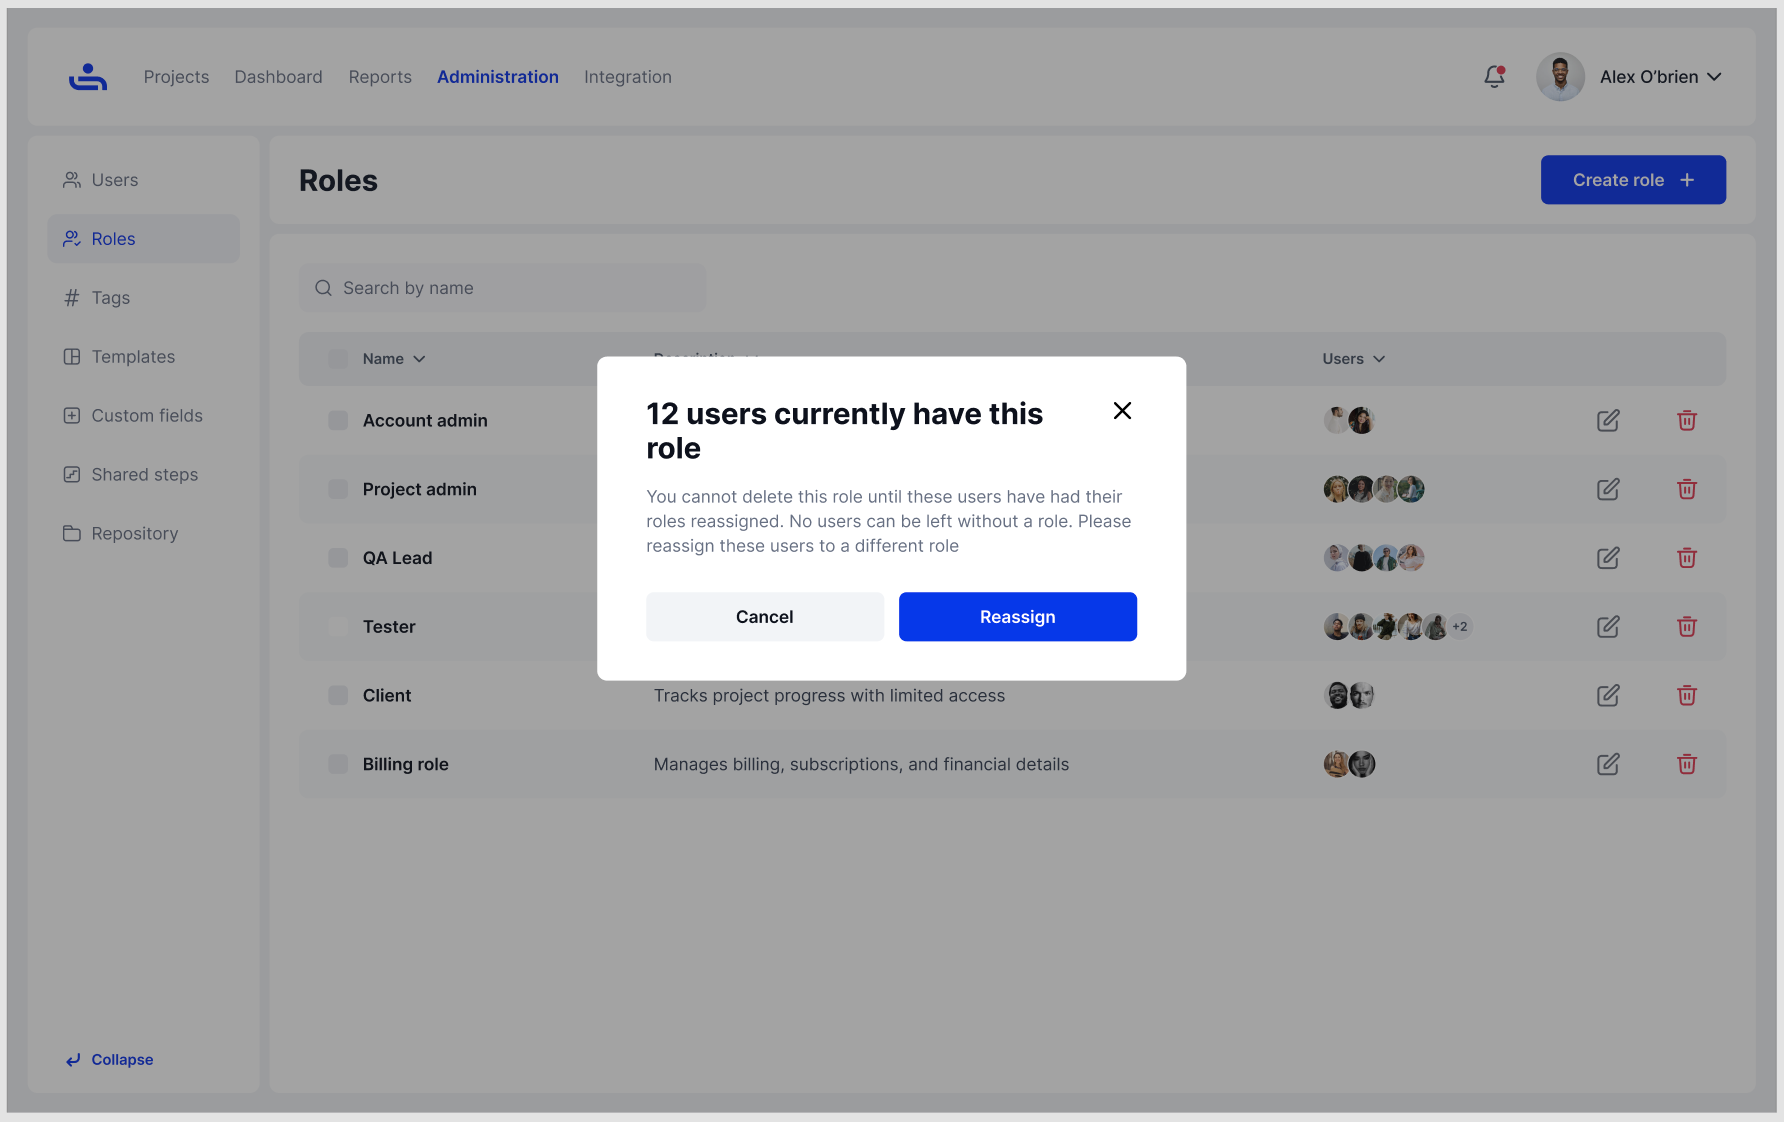 Projects Dashboard Reports Administration Integration Alex O’brien
Users
Roles
Tags
Templates
Custom fields
Shared steps
Repository
Collapse
Roles
Create role
Search by name
Name Description Users
Account admin
Project admin
QA Lead
Tester +2
Client Tracks project progress with limited access
Billing role Manages billing, subscriptions, and financial details
12 users currently have this
role
You cannot delete this role until these users have had their
roles reassigned. No users can be left without a role. Please
reassign these users to a different role
Cancel Reassign